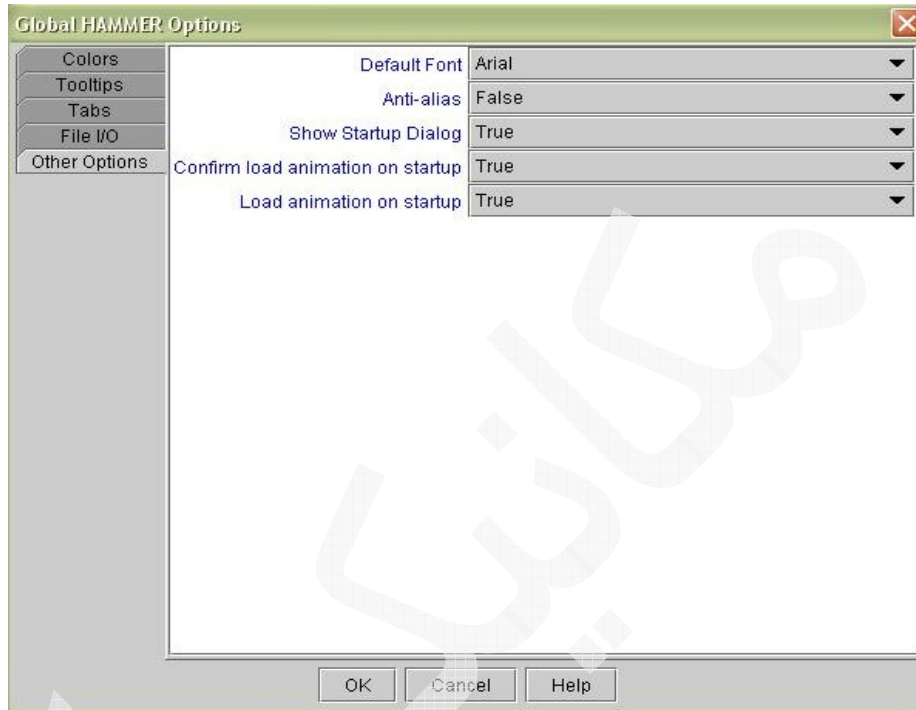 Global HAMMER Options
Colors
Tooltips
Tabs
File I/O
Other Options
Default Font Arial
Anti-alias False
Show Startup Dialog True
Confirm load animation on startup True
Load animation on startup True
OK Cancel Help